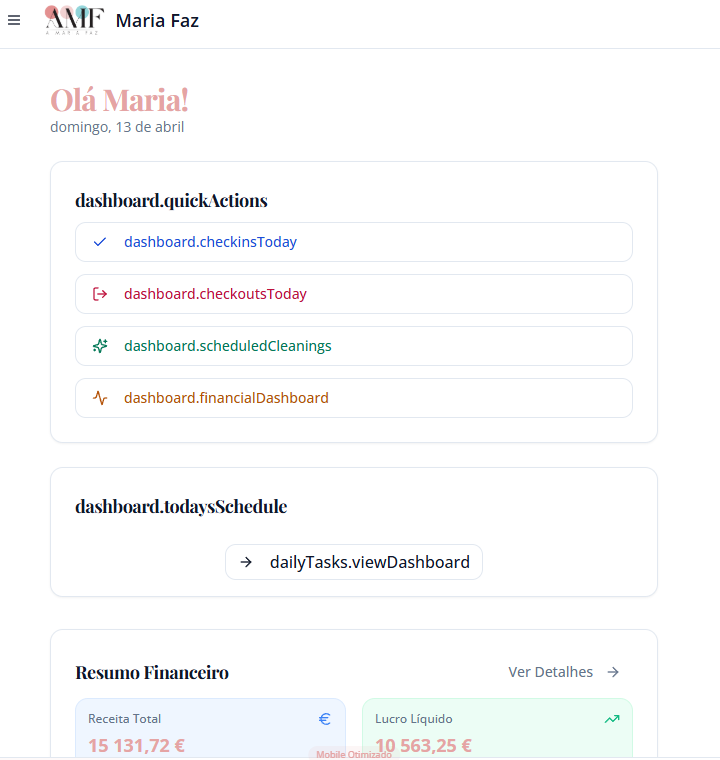 AMF
A MAR A FAZ
Maria Faz
Olá Maria!
domingo, 13 de abril
dashboard.quickActions
dashboard.checkinsToday
dashboard.checkoutsToday
dashboard.scheduledCleanings
dashboard.financialDashboard
dashboard.todaysSchedule
dailyTasks.viewDashboard
Resumo Financeiro
Ver Detalhes
Receita Total
€
15 131,72 €
Lucro Líquido
10 563,25 €
Mobile Otimizado